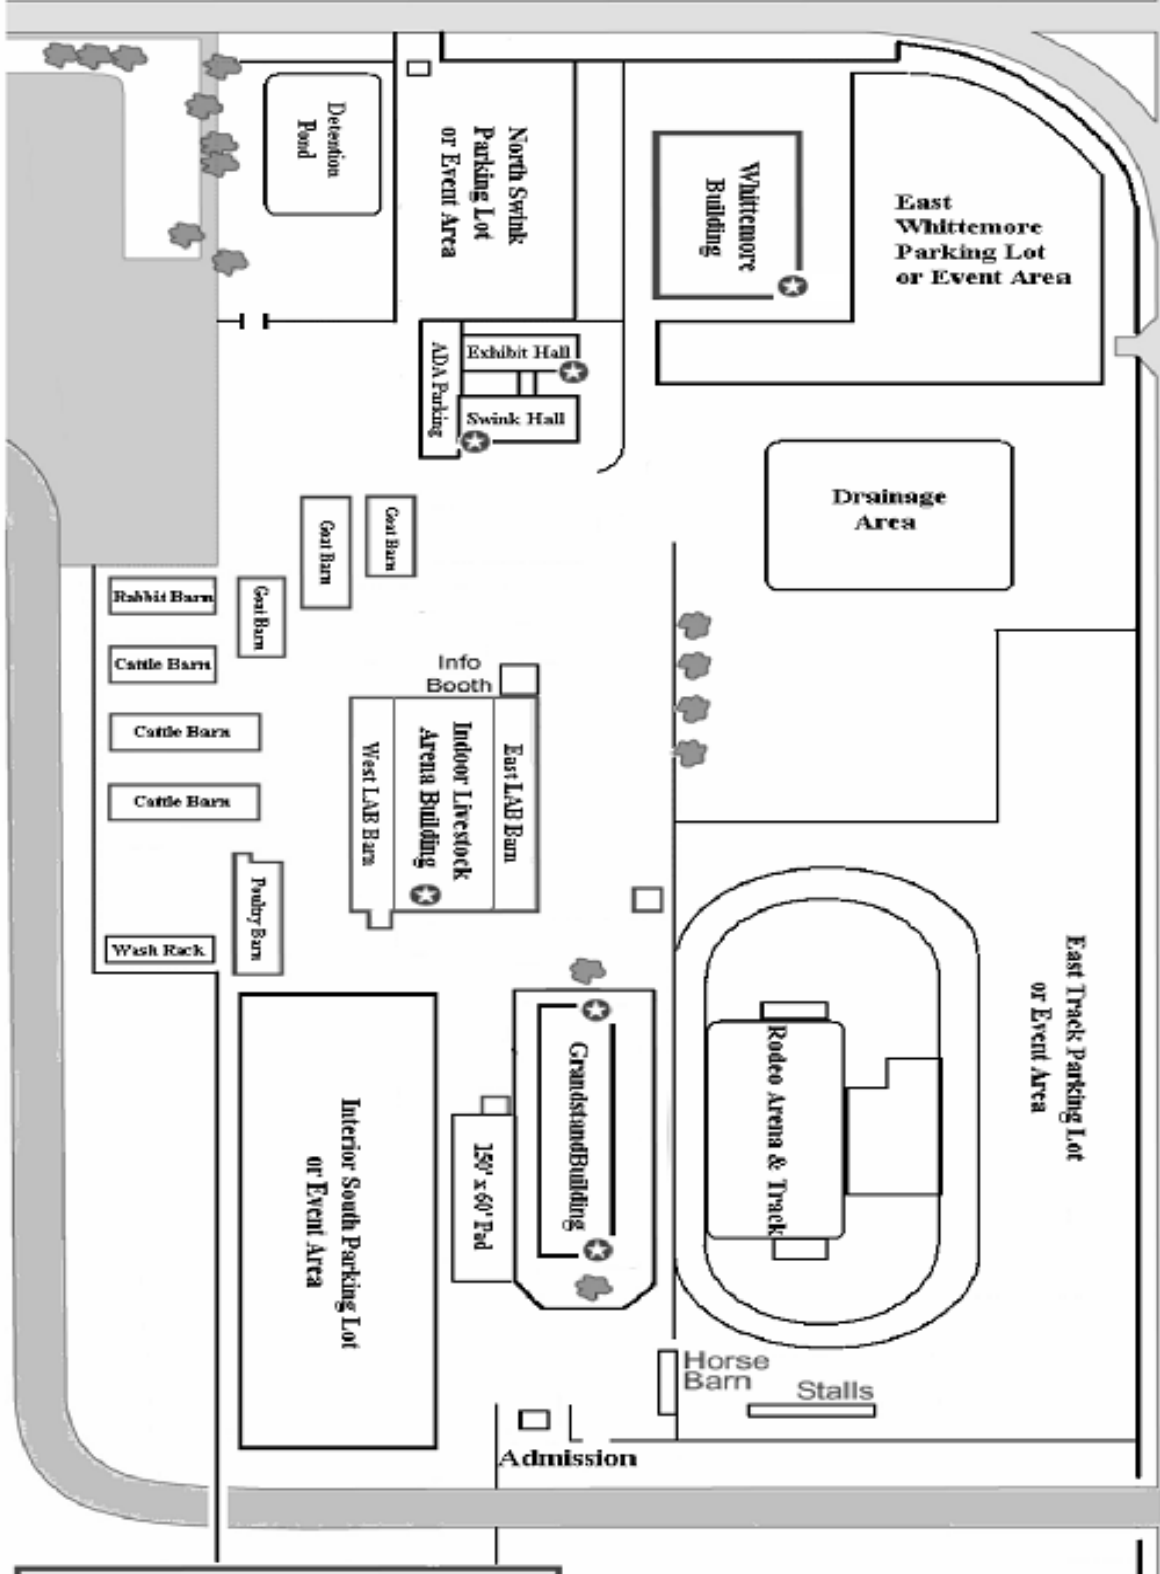 Detention
Pond
North Swink
Parking Lot
or Event Area
Whittemore
Building
East
Whittemore
Parking Lot
or Event Area
ADA Parking
Exhibit Hall
Swink Hall
Drainage
Area
Goat Barn
Goat Barn
Goat Barn
Rabbit Barn
Cattle Barn
Cattle Barn
Cattle Barn
Info
Booth
West LAB Barn
Indoor Livestock
Arena Building
East LAB Barn
Poultry Barn
Wash Rack
East Track Parking Lot
or Event Area
Rodeo Arena & Track
GrandstandBuilding
150' x 60' Pad
Interior South Parking Lot
or Event Area
Horse
Barn
Stalls
Admission